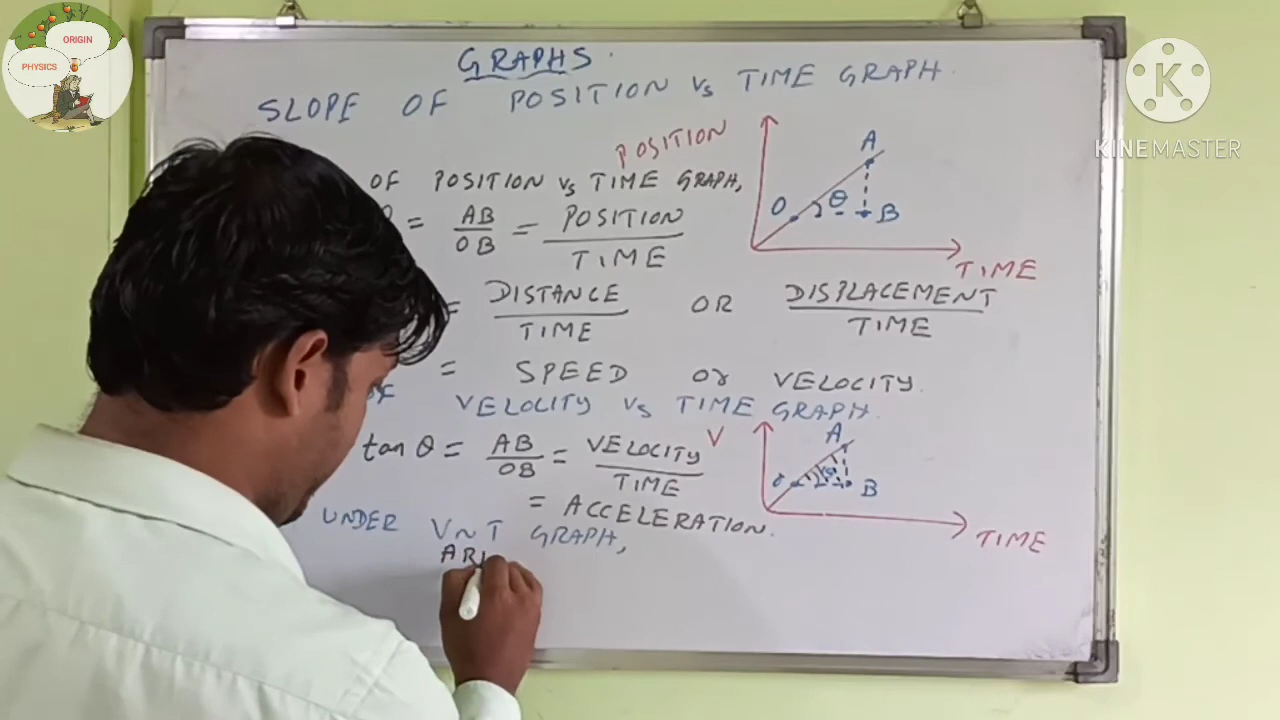 ORIGIN
PHYSICS
K
KINEMASTER
GRAPHS.
SLOPE OF POSITION Vs TIME GRAPH.
POSITION
OF POSITION Vs TIME GRAPH,
= AB/OB = POSITION/TIME
A
O θ B
TIME
= DISTANCE/TIME OR DISPLACEMENT/TIME
= SPEED or VELOCITY.
VELOCITY Vs TIME GRAPH.
tan θ = AB/OB = VELOCITY/TIME
V
A
B
TIME
= ACCELERATION.
UNDER V~T GRAPH,